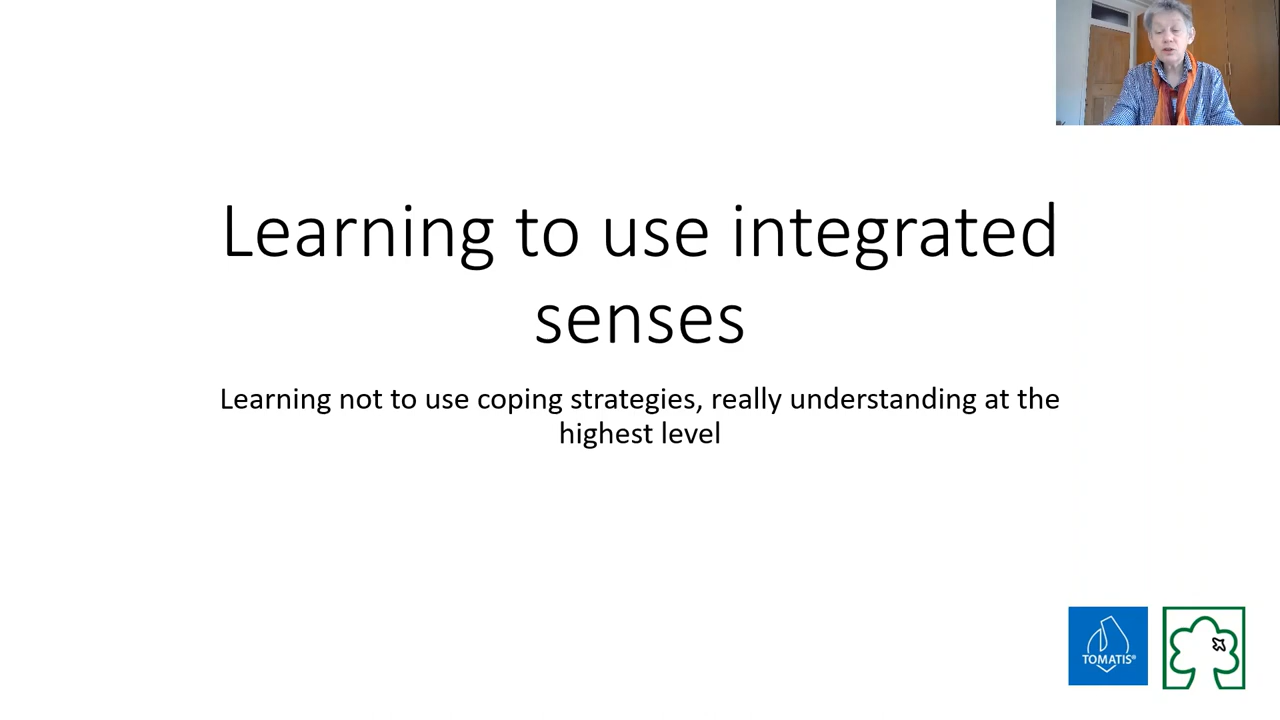 Learning to use integrated
senses
Learning not to use coping strategies, really understanding at the
highest level
TOMATIS®